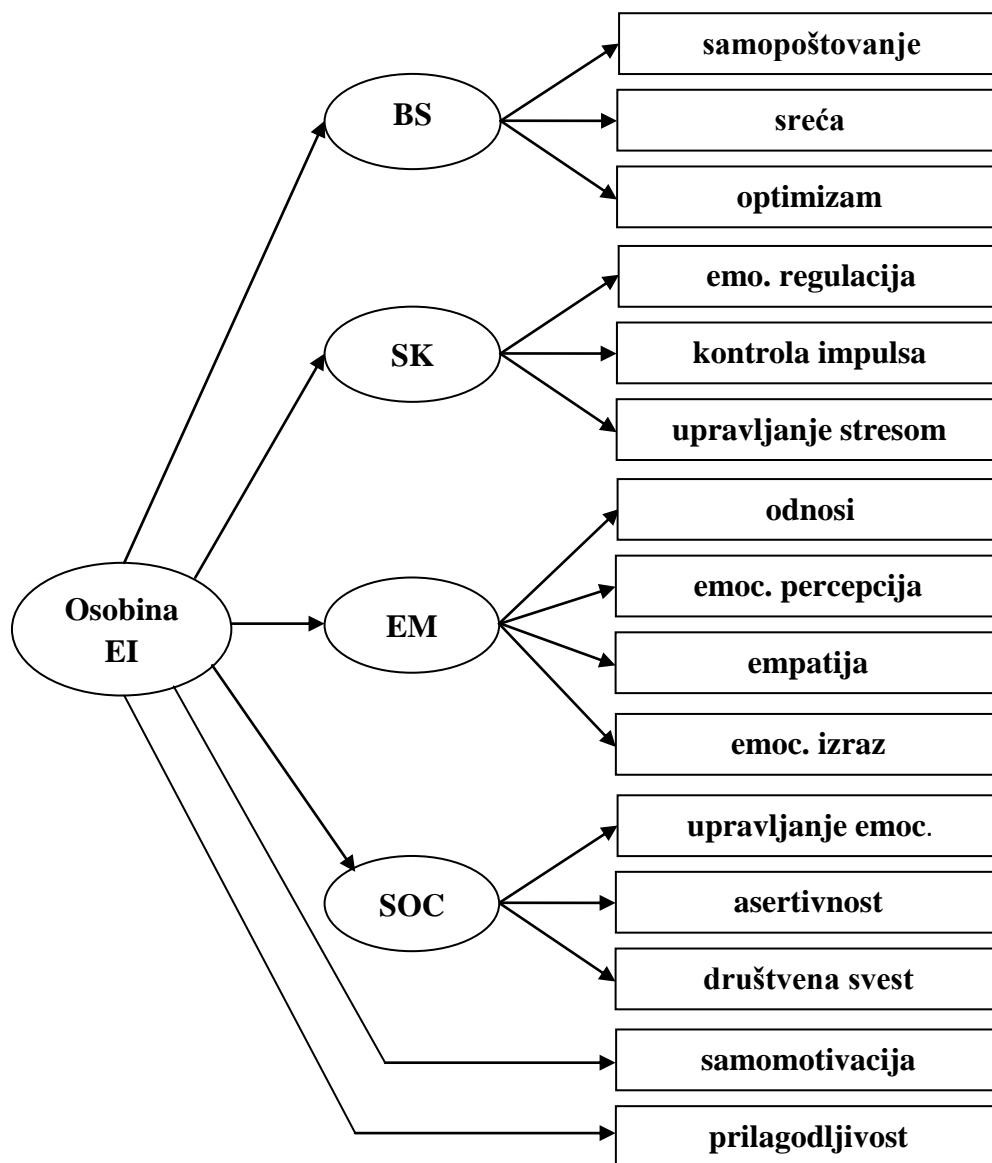 samopoštovanje
BS
sreća
optimizam
emo. regulacija
SK
kontrola impulsa
upravljanje stresom
odnosi
Osobina
EI
EM
emoc. percepcija
empatija
emoc. izraz
upravljanje emoc.
SOC
asertivnost
društvena svest
samomotivacija
prilagodljivost